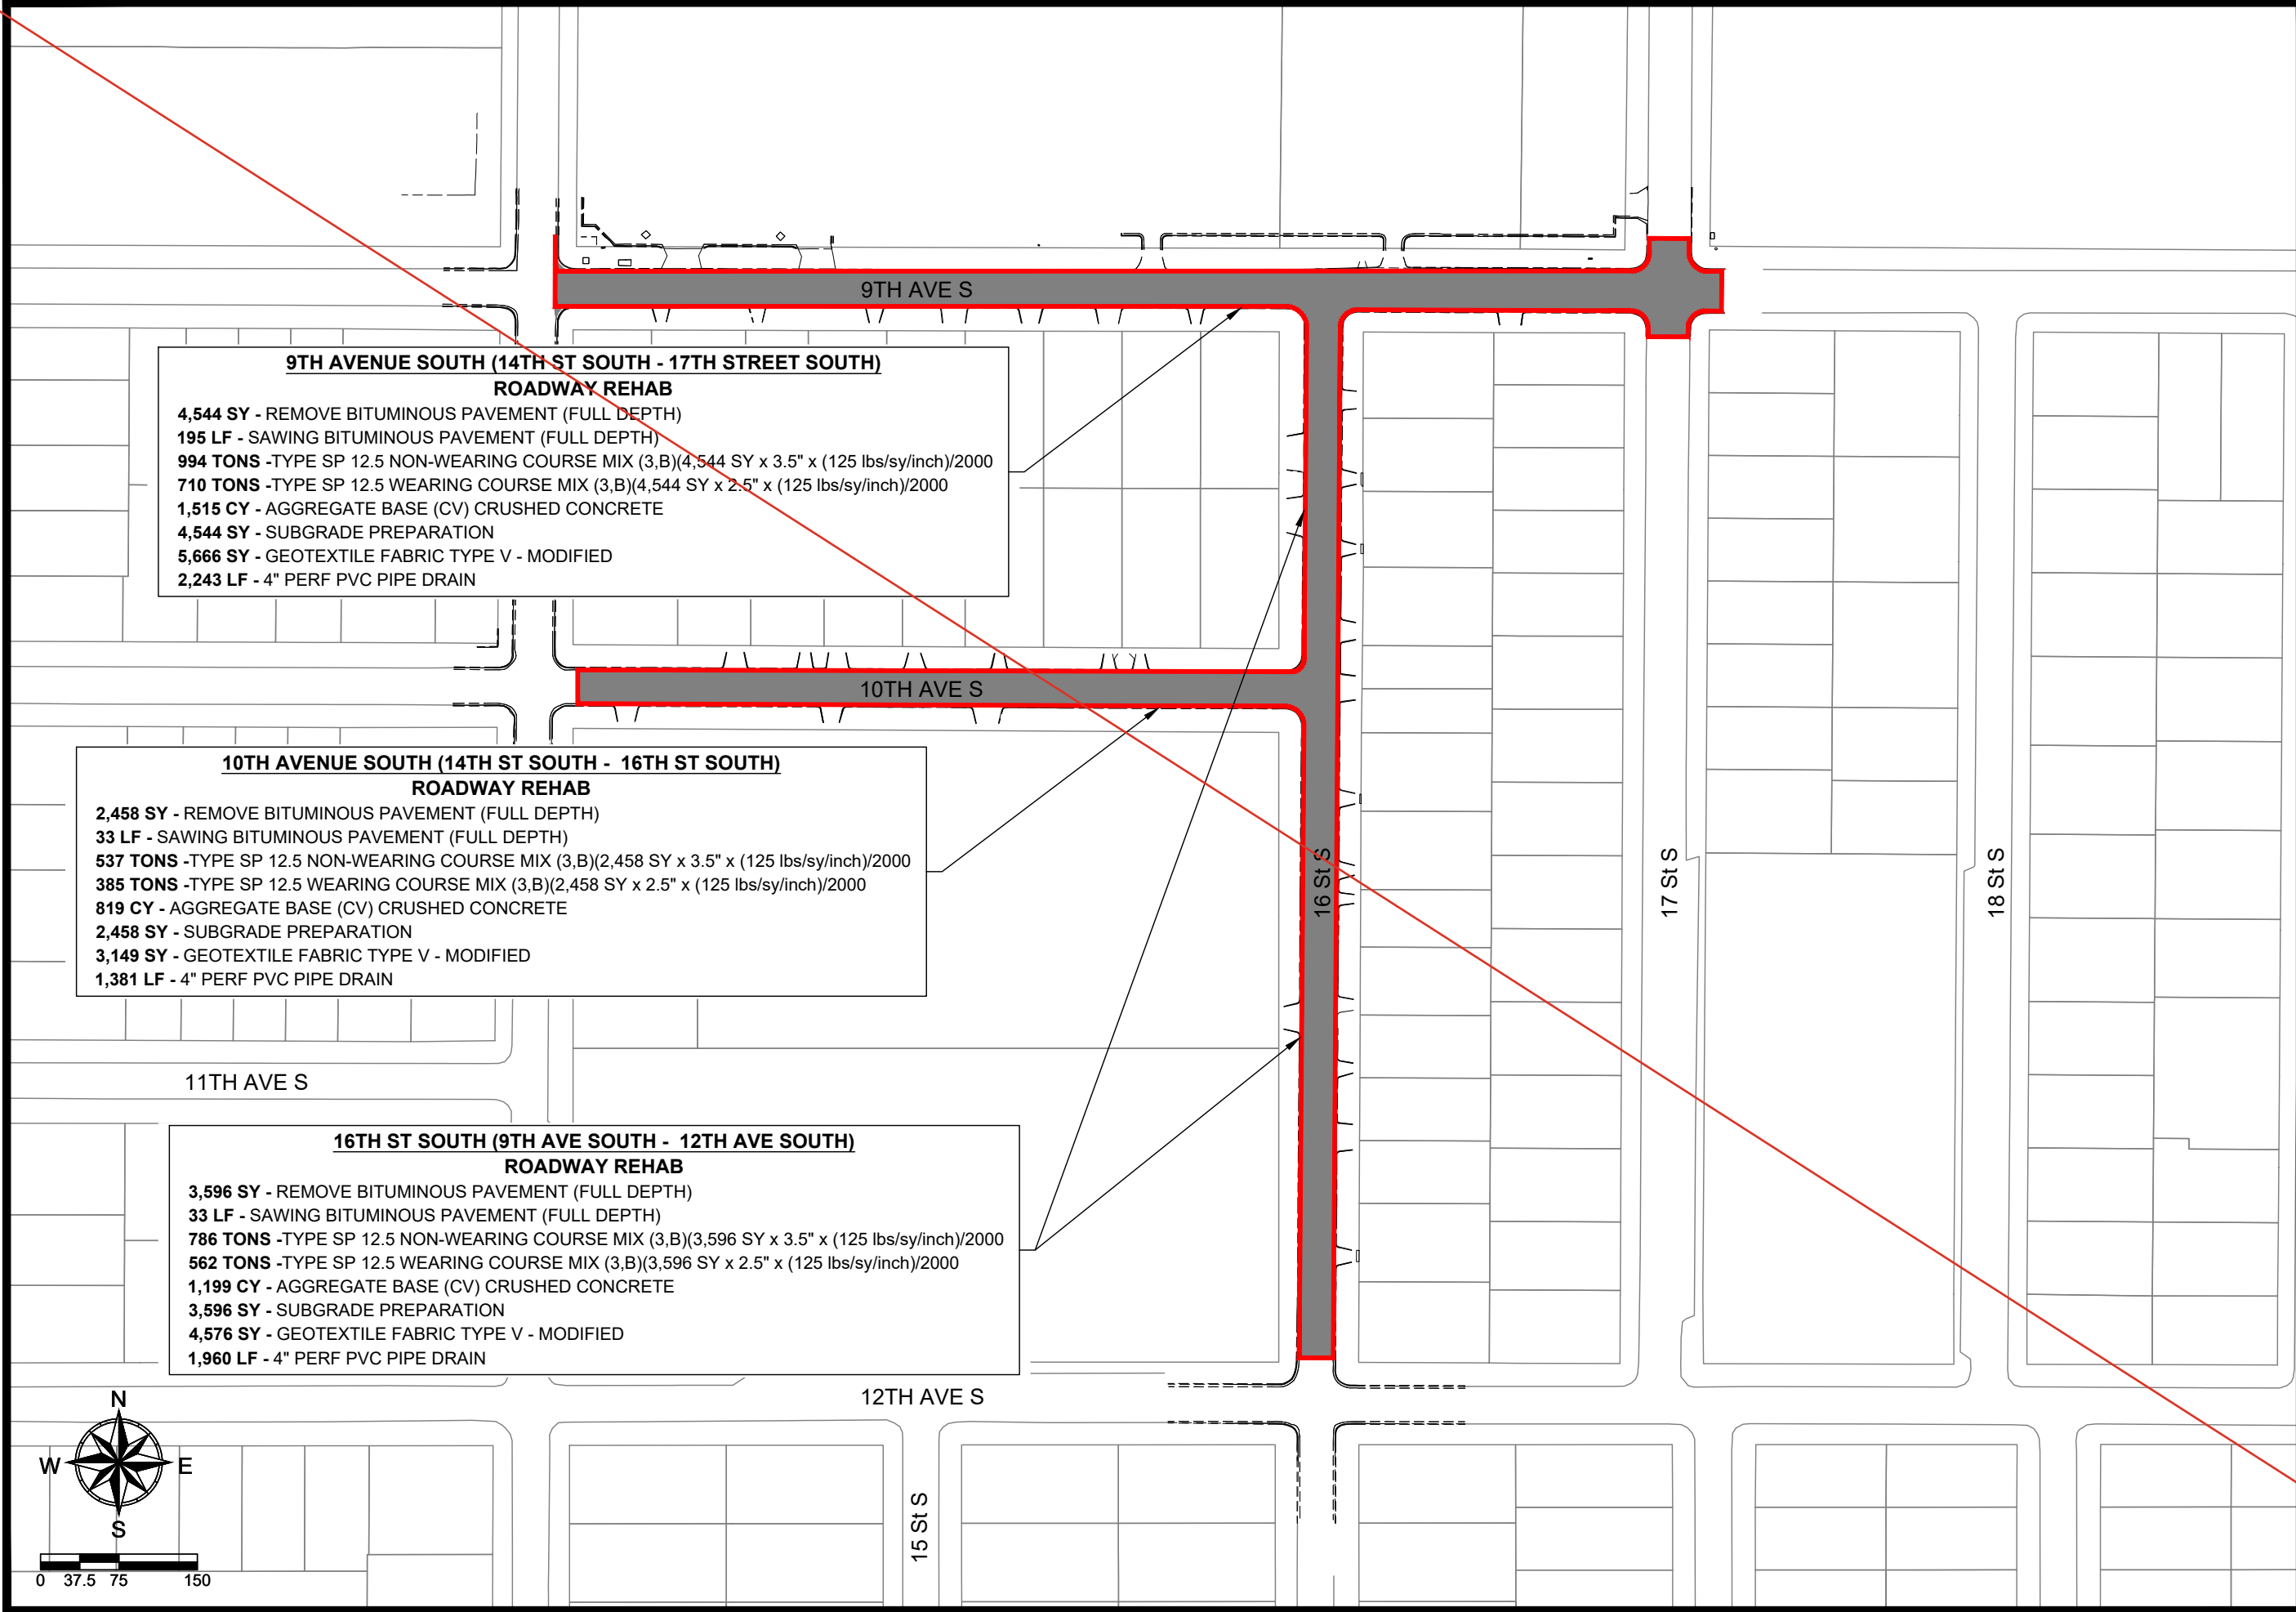 9TH AVE S
9TH AVENUE SOUTH (14TH ST SOUTH - 17TH STREET SOUTH)
ROADWAY REHAB
4,544 SY - REMOVE BITUMINOUS PAVEMENT (FULL DEPTH)
195 LF - SAWING BITUMINOUS PAVEMENT (FULL DEPTH)
994 TONS -TYPE SP 12.5 NON-WEARING COURSE MIX (3,B)(4,544 SY x 3.5" x (125 lbs/sy/inch)/2000
710 TONS -TYPE SP 12.5 WEARING COURSE MIX (3,B)(4,544 SY x 2.5" x (125 lbs/sy/inch)/2000
1,515 CY - AGGREGATE BASE (CV) CRUSHED CONCRETE
4,544 SY - SUBGRADE PREPARATION
5,666 SY - GEOTEXTILE FABRIC TYPE V - MODIFIED
2,243 LF - 4" PERF PVC PIPE DRAIN
10TH AVE S
10TH AVENUE SOUTH (14TH ST SOUTH - 16TH ST SOUTH)
ROADWAY REHAB
2,458 SY - REMOVE BITUMINOUS PAVEMENT (FULL DEPTH)
33 LF - SAWING BITUMINOUS PAVEMENT (FULL DEPTH)
537 TONS -TYPE SP 12.5 NON-WEARING COURSE MIX (3,B)(2,458 SY x 3.5" x (125 lbs/sy/inch)/2000
385 TONS -TYPE SP 12.5 WEARING COURSE MIX (3,B)(2,458 SY x 2.5" x (125 lbs/sy/inch)/2000
819 CY - AGGREGATE BASE (CV) CRUSHED CONCRETE
2,458 SY - SUBGRADE PREPARATION
3,149 SY - GEOTEXTILE FABRIC TYPE V - MODIFIED
1,381 LF - 4" PERF PVC PIPE DRAIN
16 St S
17 St S
18 St S
11TH AVE S
16TH ST SOUTH (9TH AVE SOUTH - 12TH AVE SOUTH)
ROADWAY REHAB
3,596 SY - REMOVE BITUMINOUS PAVEMENT (FULL DEPTH)
33 LF - SAWING BITUMINOUS PAVEMENT (FULL DEPTH)
786 TONS -TYPE SP 12.5 NON-WEARING COURSE MIX (3,B)(3,596 SY x 3.5" x (125 lbs/sy/inch)/2000
562 TONS -TYPE SP 12.5 WEARING COURSE MIX (3,B)(3,596 SY x 2.5" x (125 lbs/sy/inch)/2000
1,199 CY - AGGREGATE BASE (CV) CRUSHED CONCRETE
3,596 SY - SUBGRADE PREPARATION
4,576 SY - GEOTEXTILE FABRIC TYPE V - MODIFIED
1,960 LF - 4" PERF PVC PIPE DRAIN
12TH AVE S
N
W E
S
15 St S
0 37.5 75 150